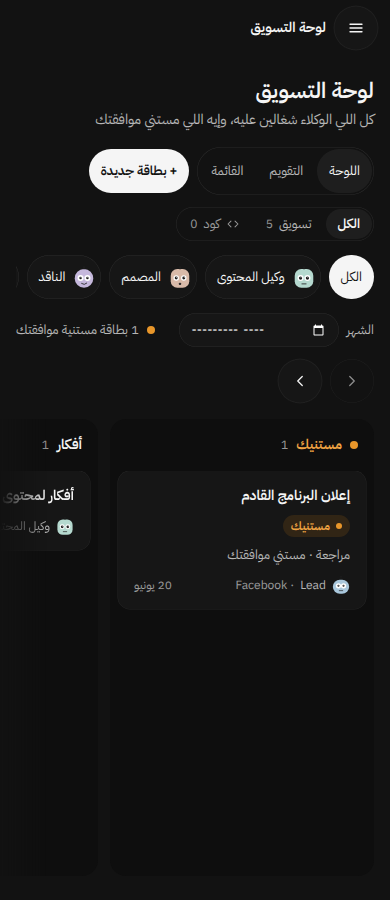 لوحة التسويق
لوحة التسويق
كل اللي الوكلاء شغالين عليه، وإيه اللي مستني موافقتك
اللوحة التقويم القائمة + بطاقة جديدة
الكل تسويق 5 كود 0
الكل وكيل المحتوى المصمم الناقد
الشهر --------- ---- 1 بطاقة مستنية موافقتك
مستنيك 1
إعلان البرنامج القادم
مستنيك
مراجعة · مستني موافقتك
Lead · Facebook 20 يونيو
أفكار 1
أفكار لمحتوى
وكيل المح